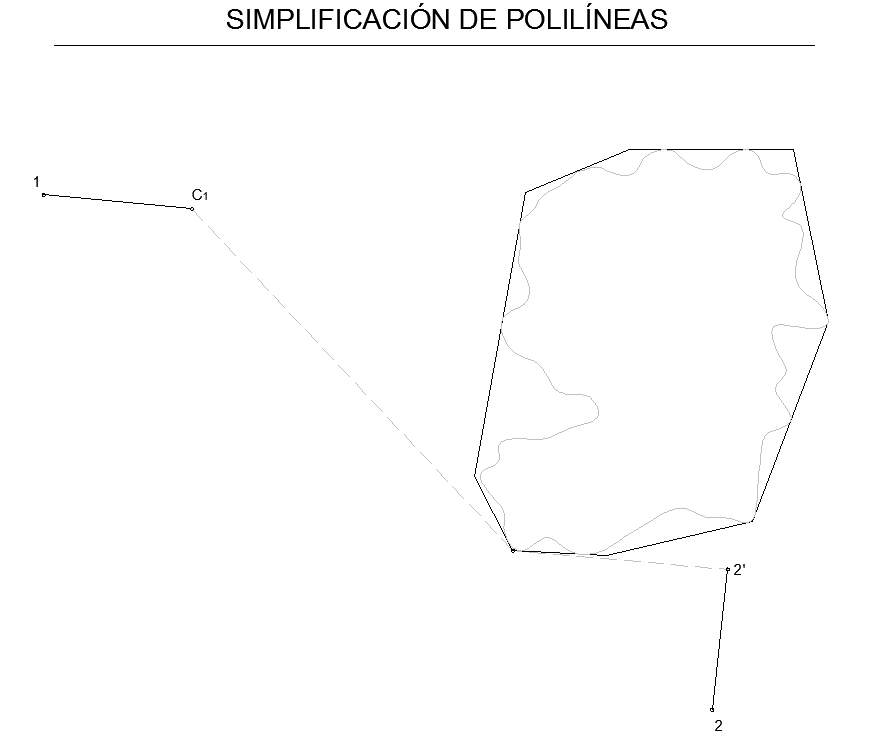 SIMPLIFICACIÓN DE POLILÍNEAS
1
C1
2'
2